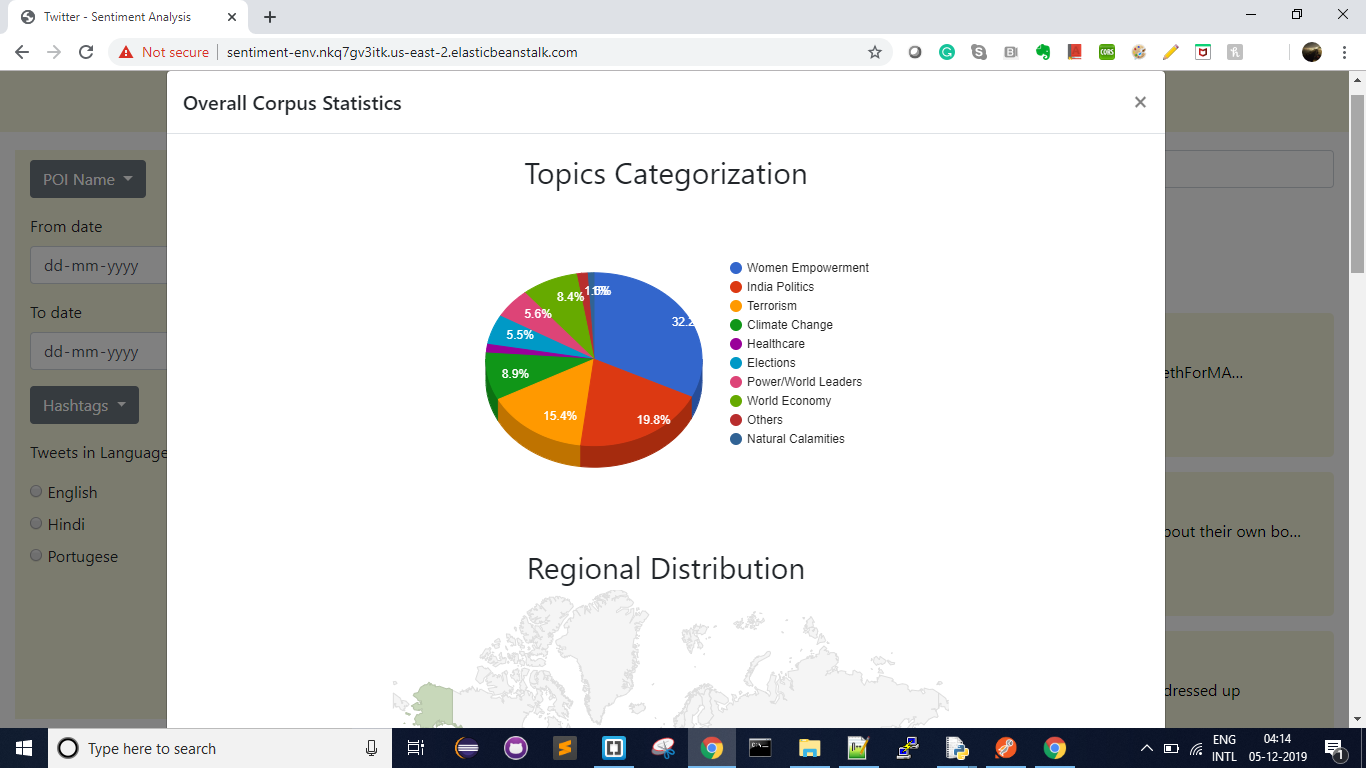 Twitter - Sentiment Analysis
Not secure
sentiment-env.nkq7gv3itk.us-east-2.elasticbeanstalk.com
CORS
Overall Corpus Statistics
×
POI Name
From date
dd-mm-yyyy
To date
dd-mm-yyyy
Hashtags
Tweets in Language
English
Hindi
Portugese
Topics Categorization
8.4%
5.6%
5.5%
8.9%
15.4%
19.8%
32.2
Women Empowerment
India Politics
Terrorism
Climate Change
Healthcare
Elections
Power/World Leaders
World Economy
Others
Natural Calamities
Regional Distribution
ethForMA...
bout their own bo...
dressed up
Type here to search
ENG
INTL
04:14
05-12-2019
1